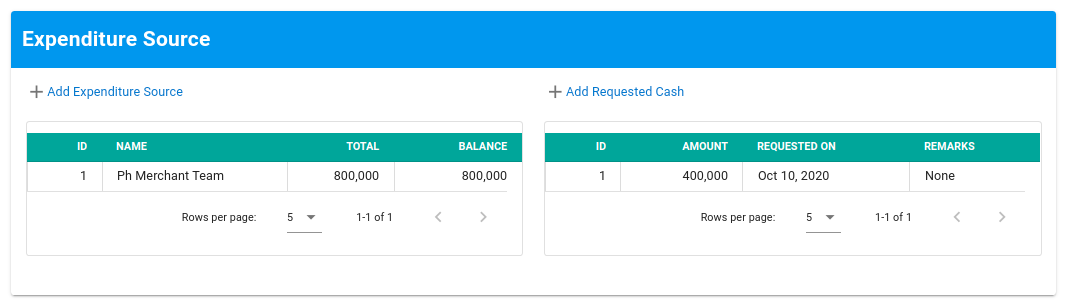 Expenditure Source
+ Add Expenditure Source
ID NAME TOTAL BALANCE
1 Ph Merchant Team 800,000 800,000
Rows per page: 5 1-1 of 1
+ Add Requested Cash
ID AMOUNT REQUESTED ON REMARKS
1 400,000 Oct 10, 2020 None
Rows per page: 5 1-1 of 1